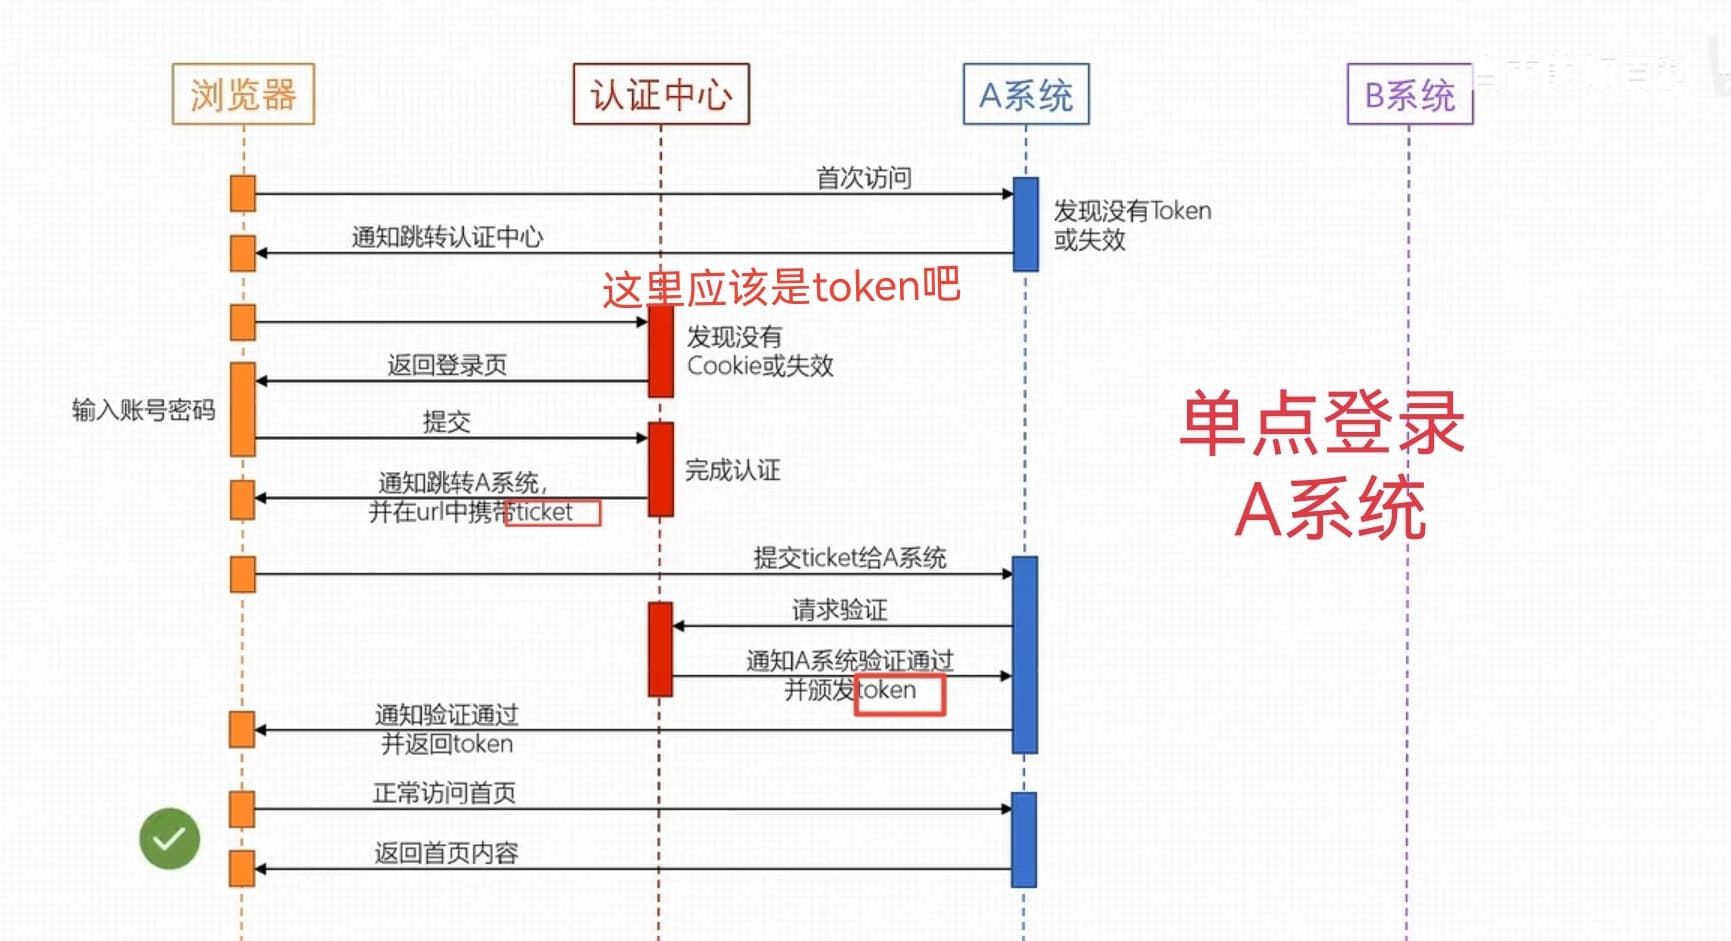 浏览器
认证中心
A系统
B系统
首次访问
发现没有Token
或失效
通知跳转认证中心
这里应该是token吧
发现没有
Cookie或失效
返回登录页
输入账号密码
提交
完成认证
通知跳转A系统，
并在url中携带ticket
单点登录
A系统
提交ticket给A系统
请求验证
通知A系统验证通过
并颁发token
通知验证通过
并返回token
正常访问首页
返回首页内容